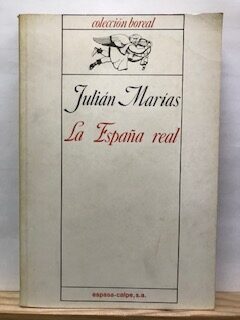 colección boreal
Julián Marías
La España real
espasa-calpe, s.a.